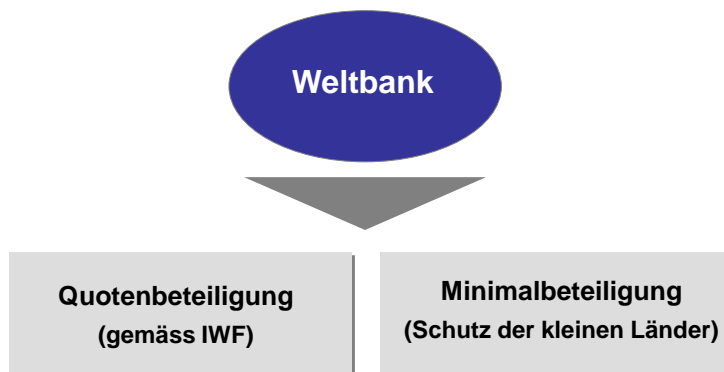 Weltbank
Quotenbeteiligung
(gemäss IWF)
Minimalbeteiligung
(Schutz der kleinen Länder)